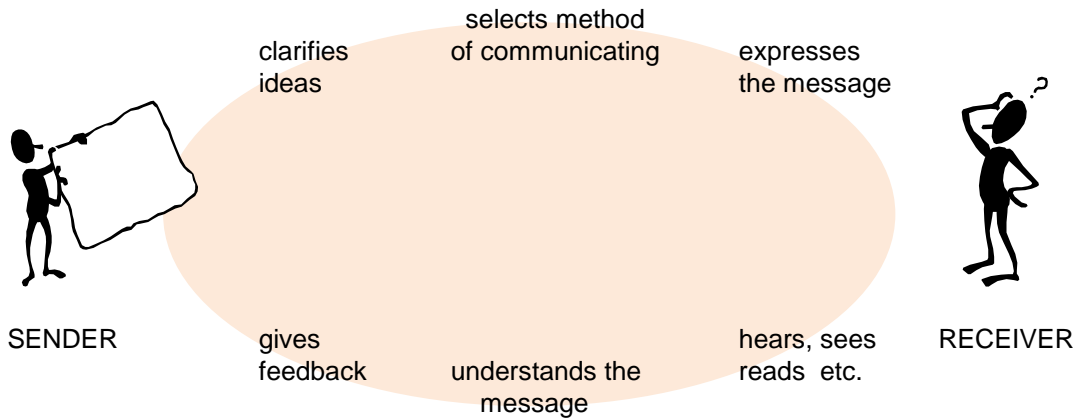 selects method
of communicating
clarifies
ideas
expresses
the message
?
SENDER
RECEIVER
gives
feedback
understands the
message
hears, sees
reads etc.